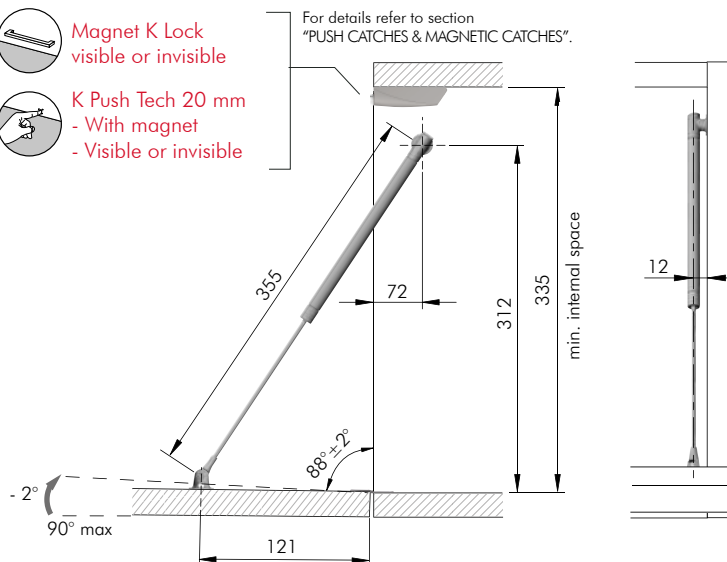 Magnet K Lock
visible or invisible
K Push Tech 20 mm
- With magnet
- Visible or invisible
For details refer to section
“PUSH CATCHES & MAGNETIC CATCHES”.
355
72
312
335
min. internal space
12
88°±2°
- 2°
90° max
121